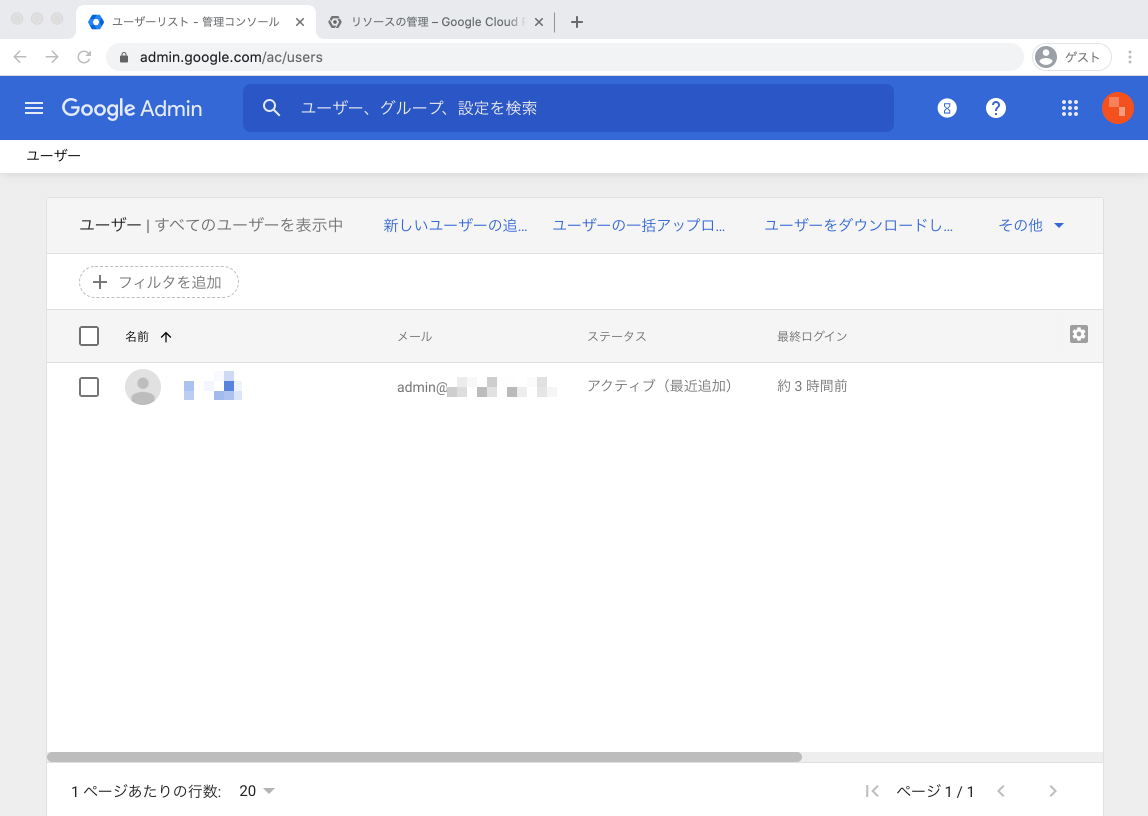 ユーザーリスト - 管理コンソール
リソースの管理 – Google Cloud
admin.google.com/ac/users
ゲスト
Google Admin
ユーザー、グループ、設定を検索
ユーザー
ユーザー | すべてのユーザーを表示中
新しいユーザーの追...
ユーザーの一括アップロ...
ユーザーをダウンロードし...
その他
フィルタを追加
名前
メール
ステータス
最終ログイン
admin@
アクティブ（最近追加）
約 3 時間前
1 ページあたりの行数: 20
ページ 1 / 1